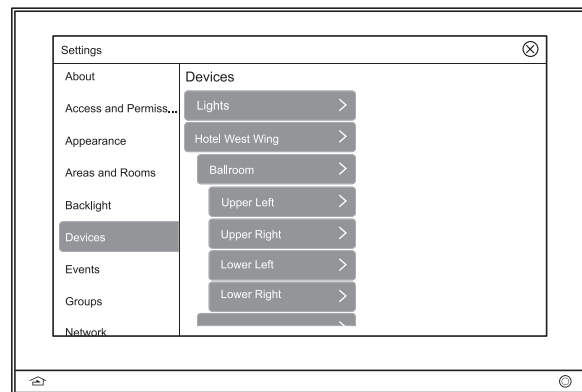 Settings
About
Access and Permiss...
Appearance
Areas and Rooms
Backlight
Devices
Events
Groups
Network
Devices
Lights
Hotel West Wing
Ballroom
Upper Left
Upper Right
Lower Left
Lower Right